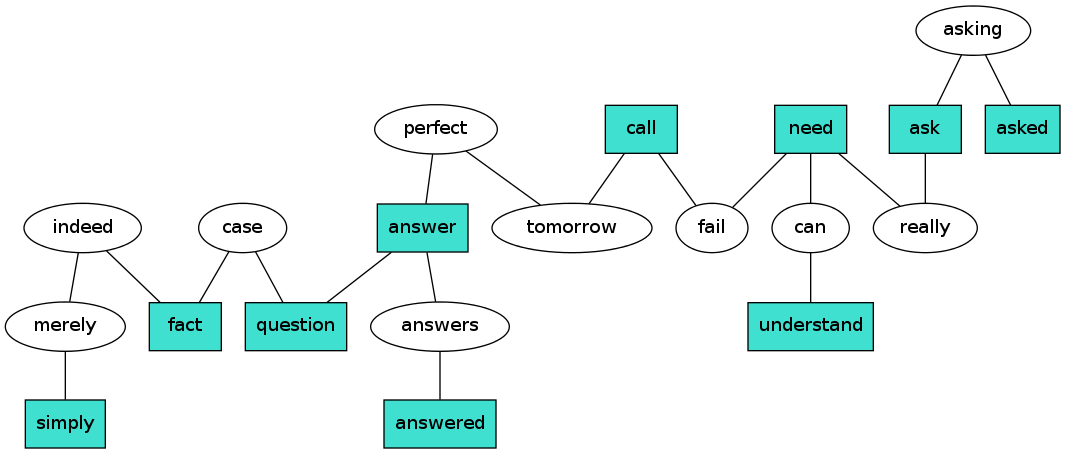 asking
perfect
call
need
ask
asked
indeed
case
answer
tomorrow
fail
can
really
merely
fact
question
answers
understand
simply
answered